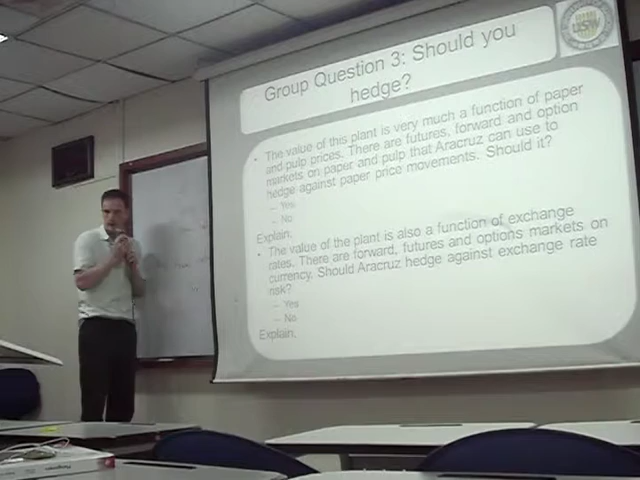 Group Question 3: Should you
hedge?
• The value of this plant is very much a function of paper
and pulp prices. There are futures, forward and option
markets on paper and pulp that Aracruz can use to
hedge against paper price movements. Should it?
– Yes
– No
Explain.
• The value of the plant is also a function of exchange
rates. There are forward, futures and options markets on
currency. Should Aracruz hedge against exchange rate
risk?
– Yes
– No
Explain.